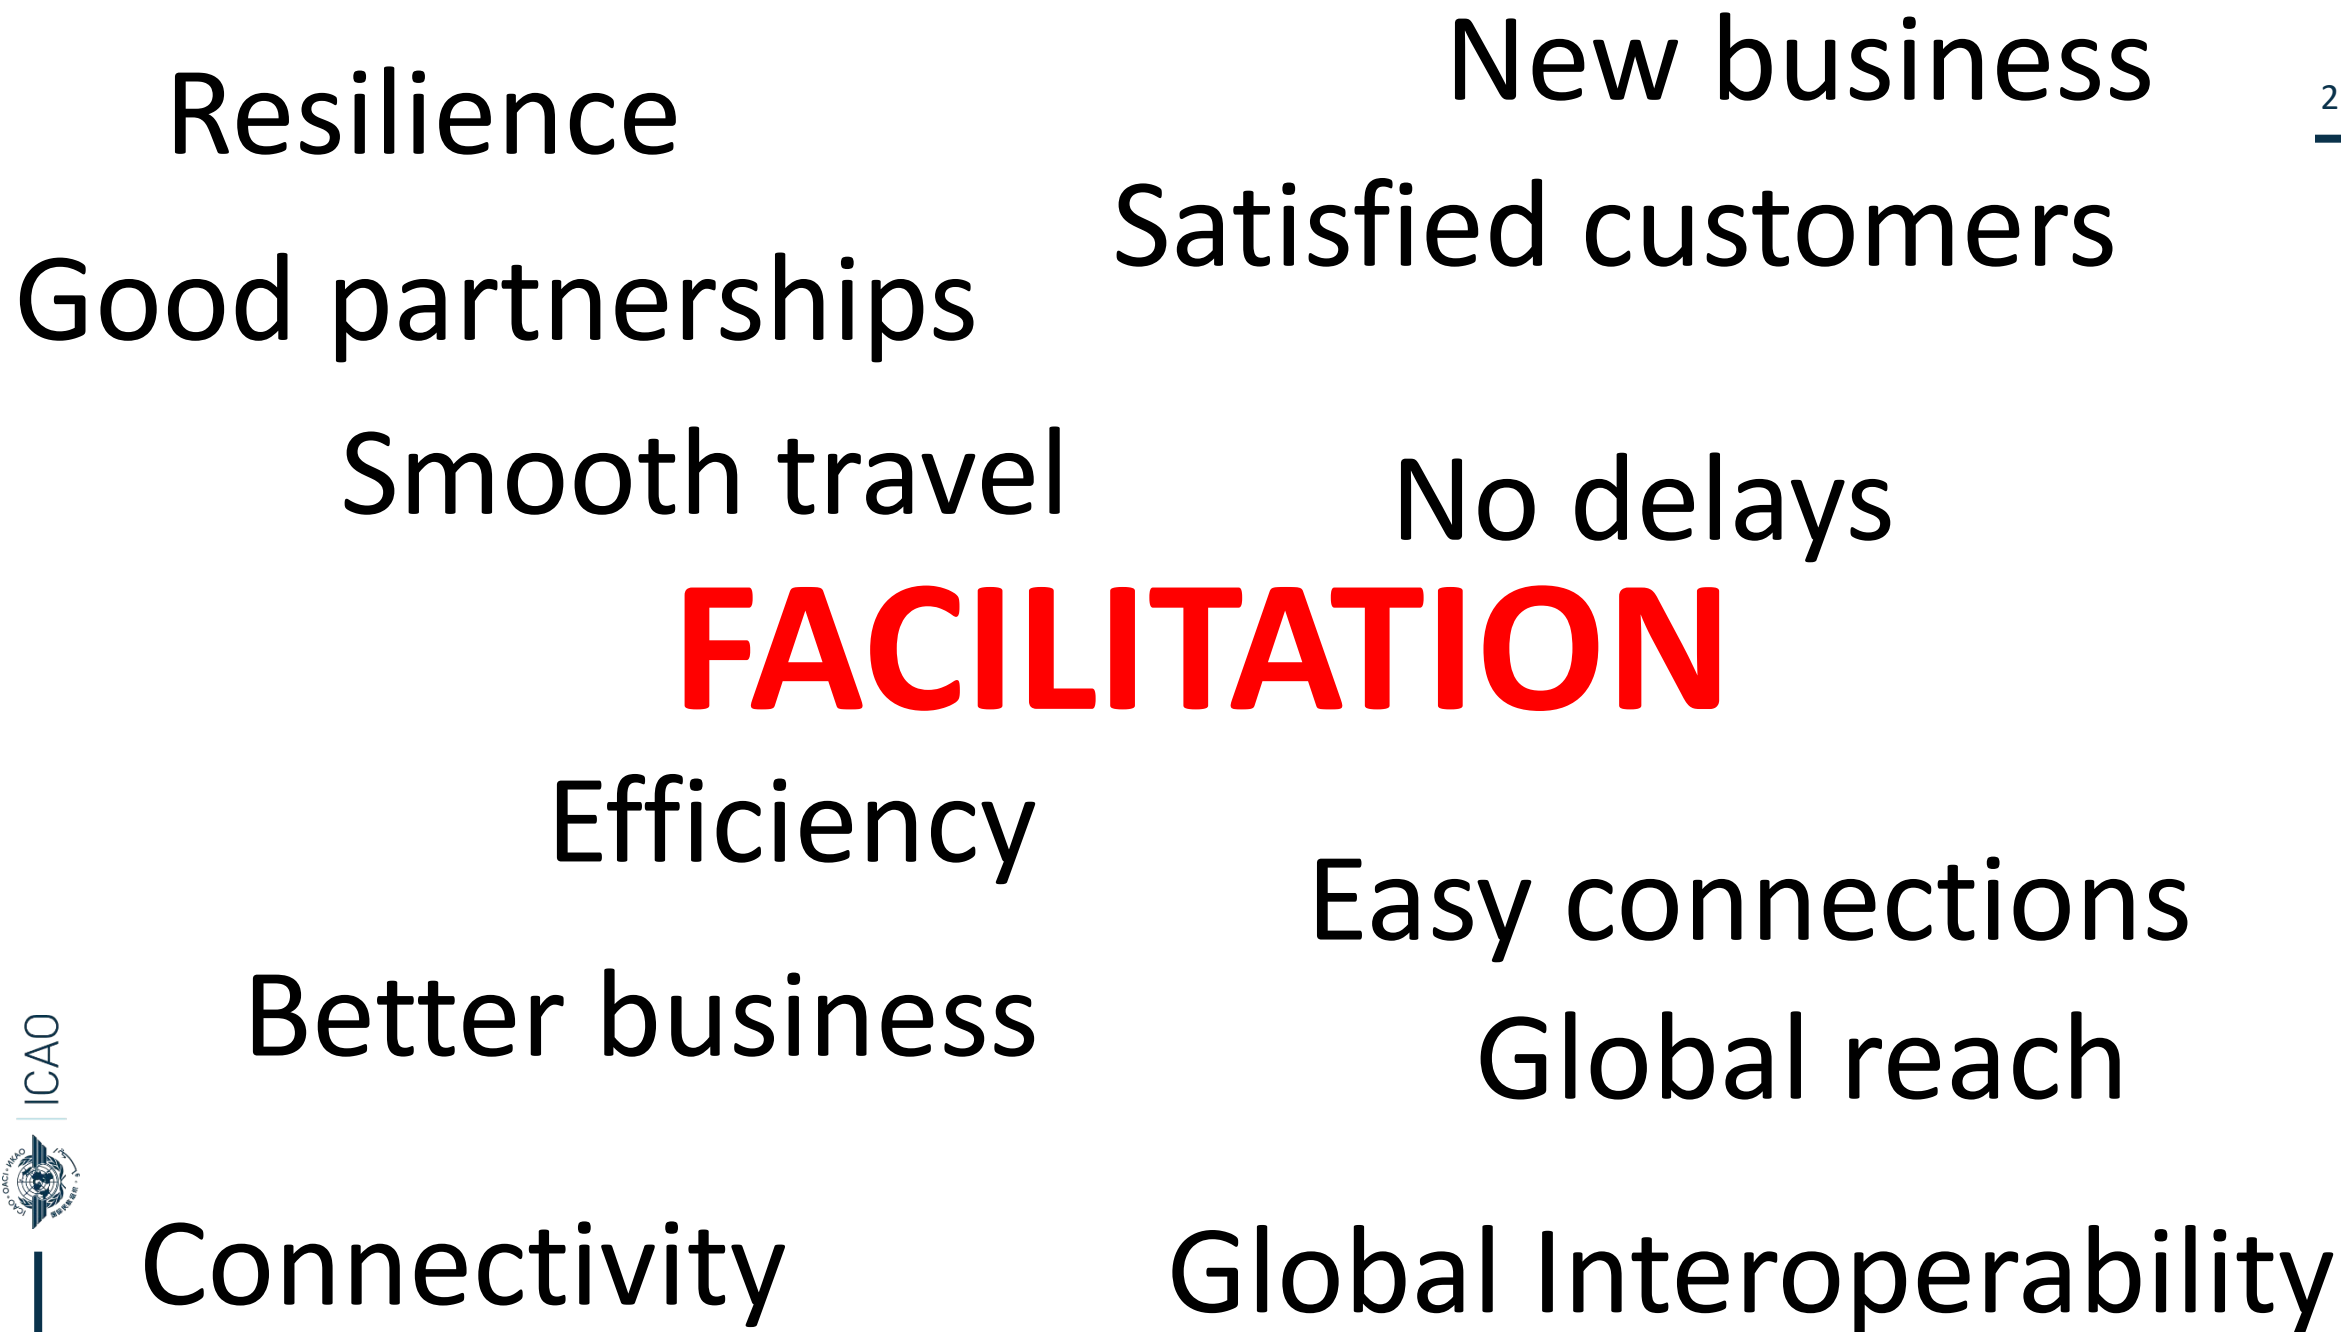 New business
2
Resilience
Satisfied customers
Good partnerships
Smooth travel
No delays
FACILITATION
Efficiency
Easy connections
Better business
Global reach
ICAO
Connectivity
Global Interoperability